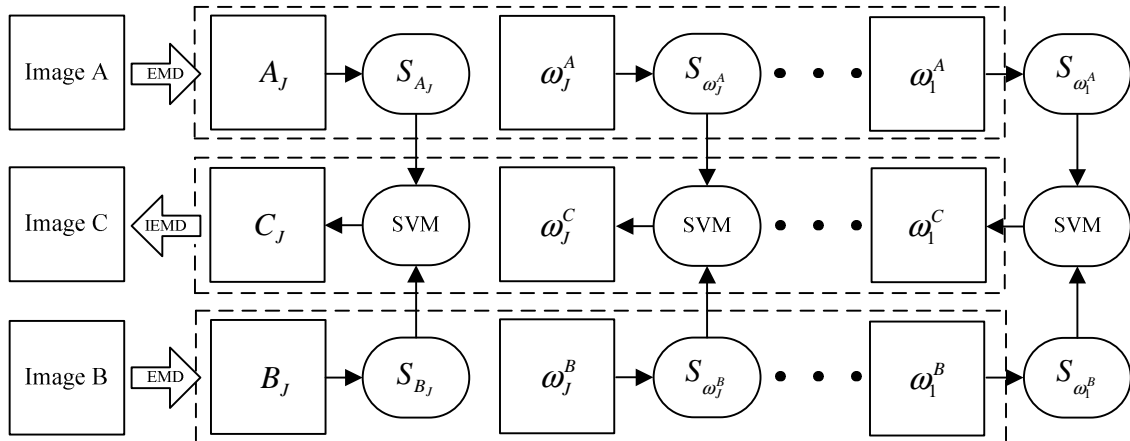 Image A EMD A_J S_{A_J} ω_J^A S_{ω_J^A} • • • ω_1^A S_{ω_1^A}
Image C IEMD C_J SVM ω_J^C SVM • • • ω_1^C SVM
Image B EMD B_J S_{B_J} ω_J^B S_{ω_J^B} • • • ω_1^B S_{ω_1^B}